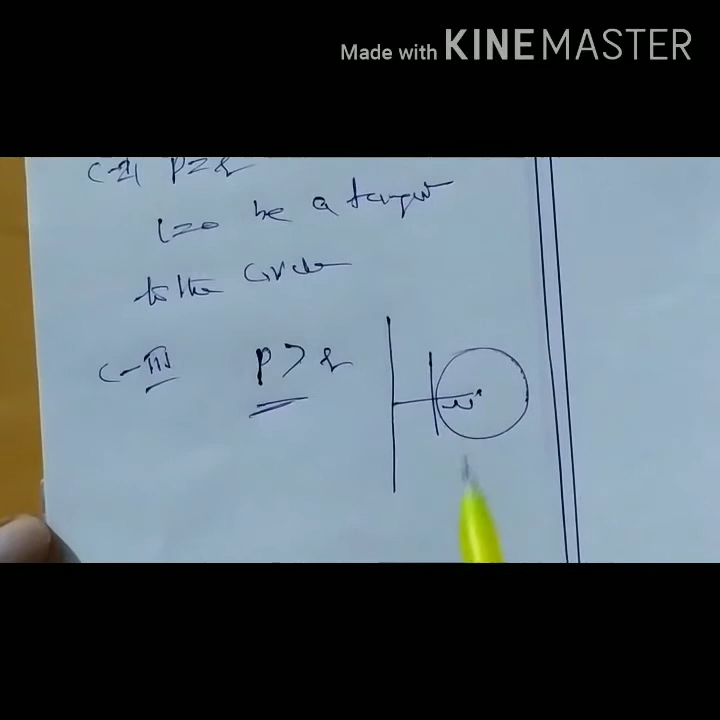 Made with KINEMASTER
C-II P=r
l=0 be a tangent
to the circle
C-III P>r